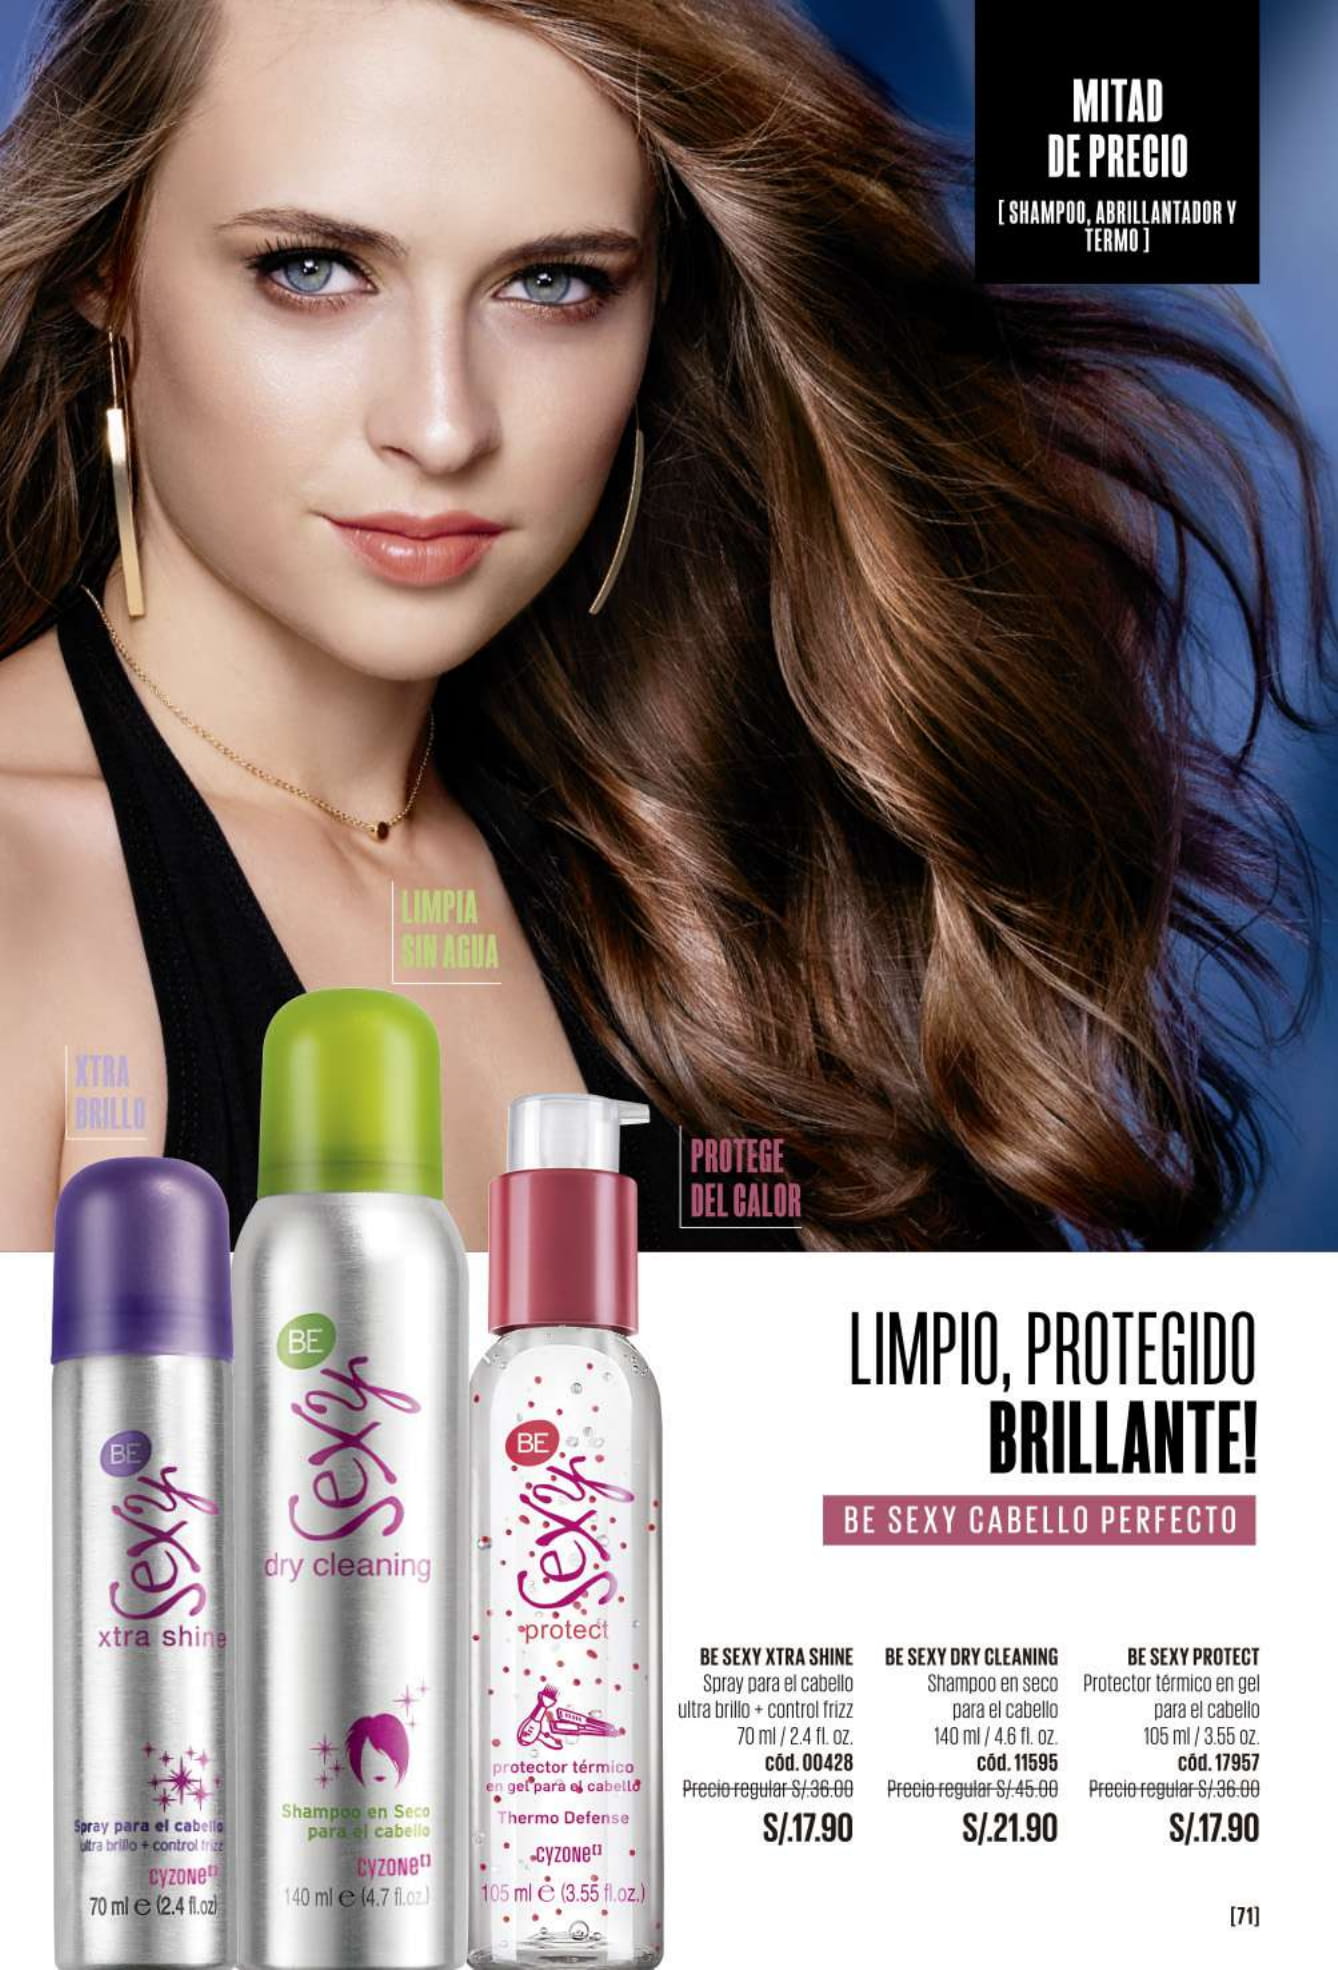 MITAD
DE PRECIO
[ SHAMPOO, ABRILLANTADOR Y
TERMO ]
LIMPIA
SIN AGUA
XTRA
BRILLO
PROTEGE
DEL CALOR
BE
sexy
xtra shine
Spray para el cabello
ultra brillo + control frizz
cyzone
70 ml e (2.4 fl.oz)
BE
sexy
dry cleaning
Shampoo en Seco
para el cabello
cyzone
140 ml e (4.7 fl.oz.)
BE
sexy
protect
protector térmico
en gel para el cabello
Thermo Defense
cyzone
105 ml e (3.55 fl.oz.)
LIMPIO, PROTEGIDO
BRILLANTE!
BE SEXY CABELLO PERFECTO
BE SEXY XTRA SHINE
Spray para el cabello
ultra brillo + control frizz
70 ml / 2.4 fl. oz.
cód. 00428
Precio regular S/.36.00
S/.17.90
BE SEXY DRY CLEANING
Shampoo en seco
para el cabello
140 ml / 4.6 fl. oz.
cód. 11595
Precio regular S/.45.00
S/.21.90
BE SEXY PROTECT
Protector térmico en gel
para el cabello
105 ml / 3.55 oz.
cód. 17957
Precio regular S/.36.00
S/.17.90
[71]